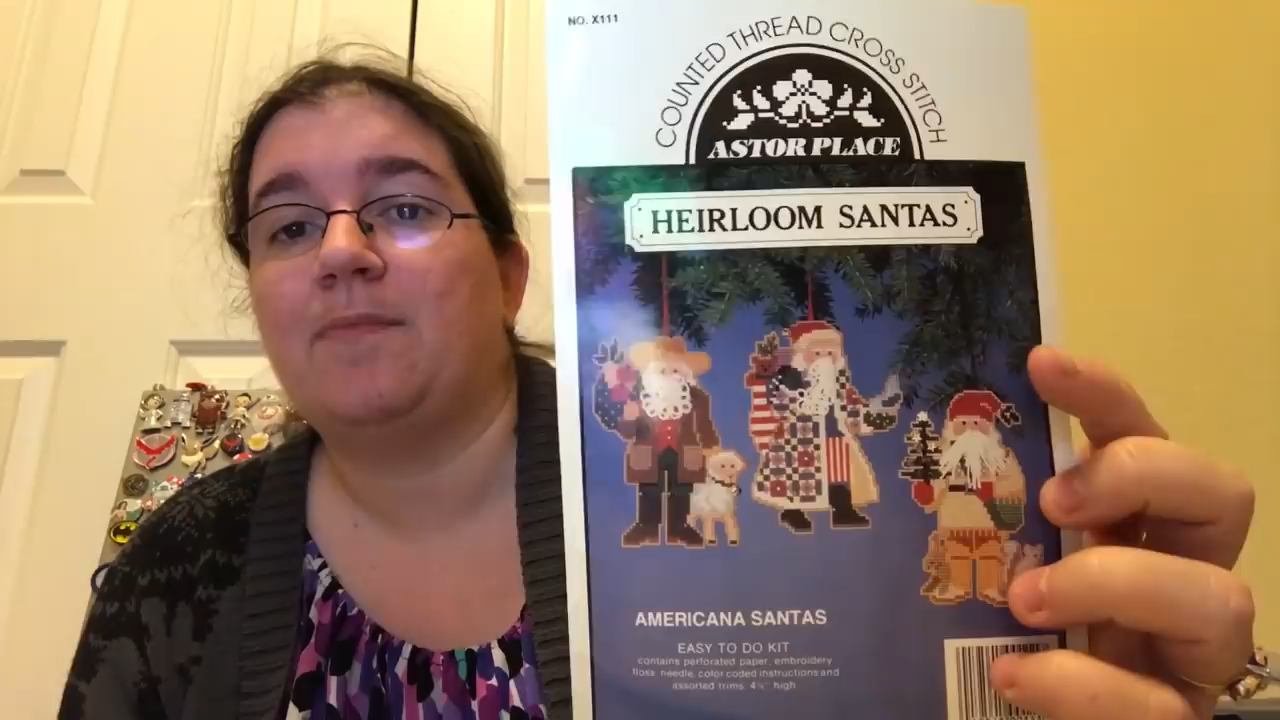 NO. X111
COUNTED THREAD CROSS STITCH
ASTOR PLACE
HEIRLOOM SANTAS
AMERICANA SANTAS
EASY TO DO KIT
contains perforated paper, embroidery
floss, needle, color coded instructions and
assorted trims. high